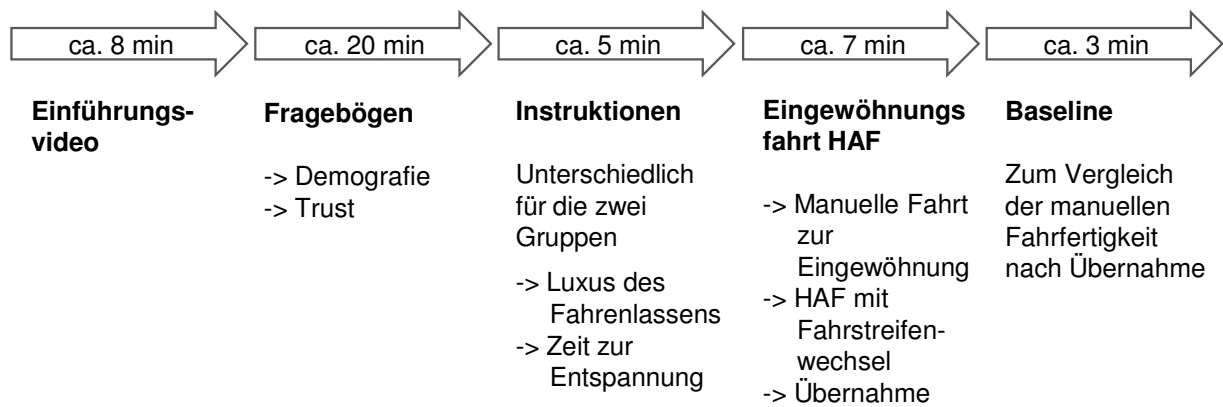 ca. 8 min
ca. 20 min
ca. 5 min
ca. 7 min
ca. 3 min
Einführungs-
video
Fragebögen
-> Demografie
-> Trust
Instruktionen
Unterschiedlich
für die zwei
Gruppen
-> Luxus des
Fahrenlassens
-> Zeit zur
Entspannung
Eingewöhnungs
fahrt HAF
-> Manuelle Fahrt
zur
Eingewöhnung
-> HAF mit
Fahrstreifen-
wechsel
-> Übernahme
Baseline
Zum Vergleich
der manuellen
Fahrfertigkeit
nach Übernahme